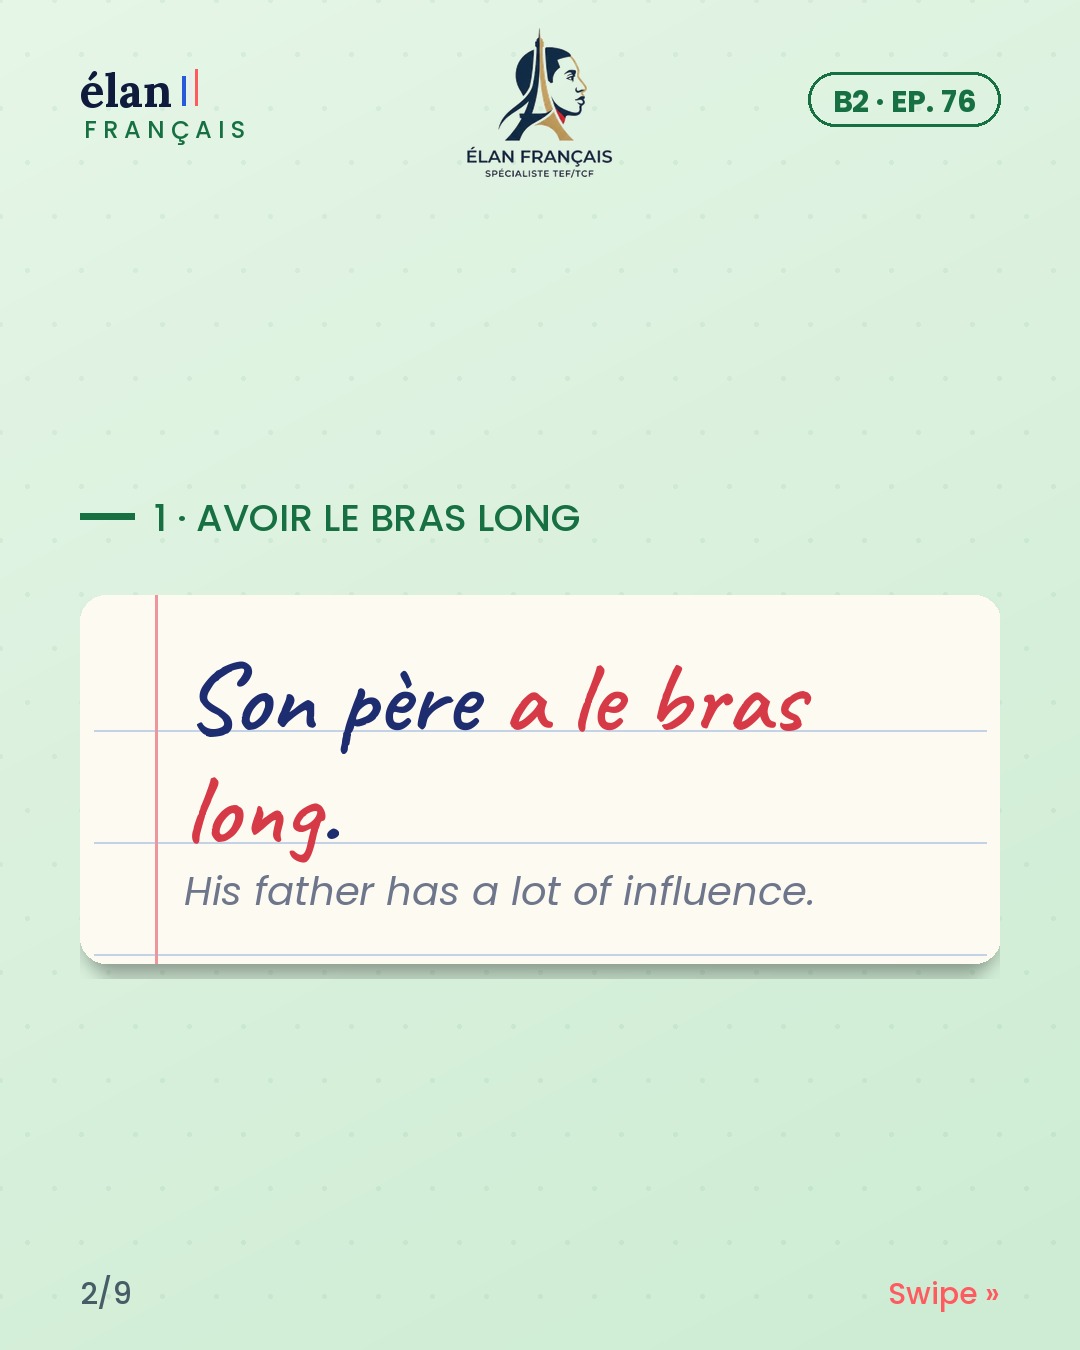 élan
FRANÇAIS
ÉLAN FRANÇAIS
SPÉCIALISTE TEF/TCF
B2 · EP. 76
1 · AVOIR LE BRAS LONG
Son père a le bras
long.
His father has a lot of influence.
2/9
Swipe »